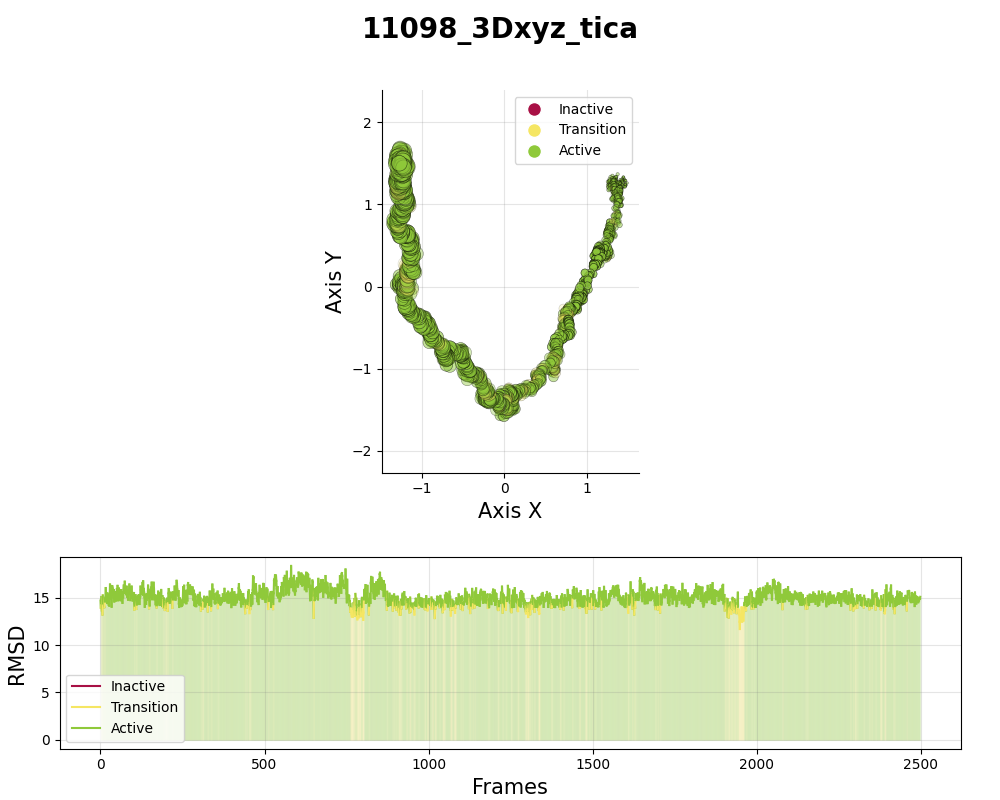 11098_3Dxyz_tica
Inactive
Transition
Active
2
1
0
−1
−2
Axis Y
−1
0
1
Axis X
15
10
5
0
RMSD
Inactive
Transition
Active
0
500
1000
1500
2000
2500
Frames